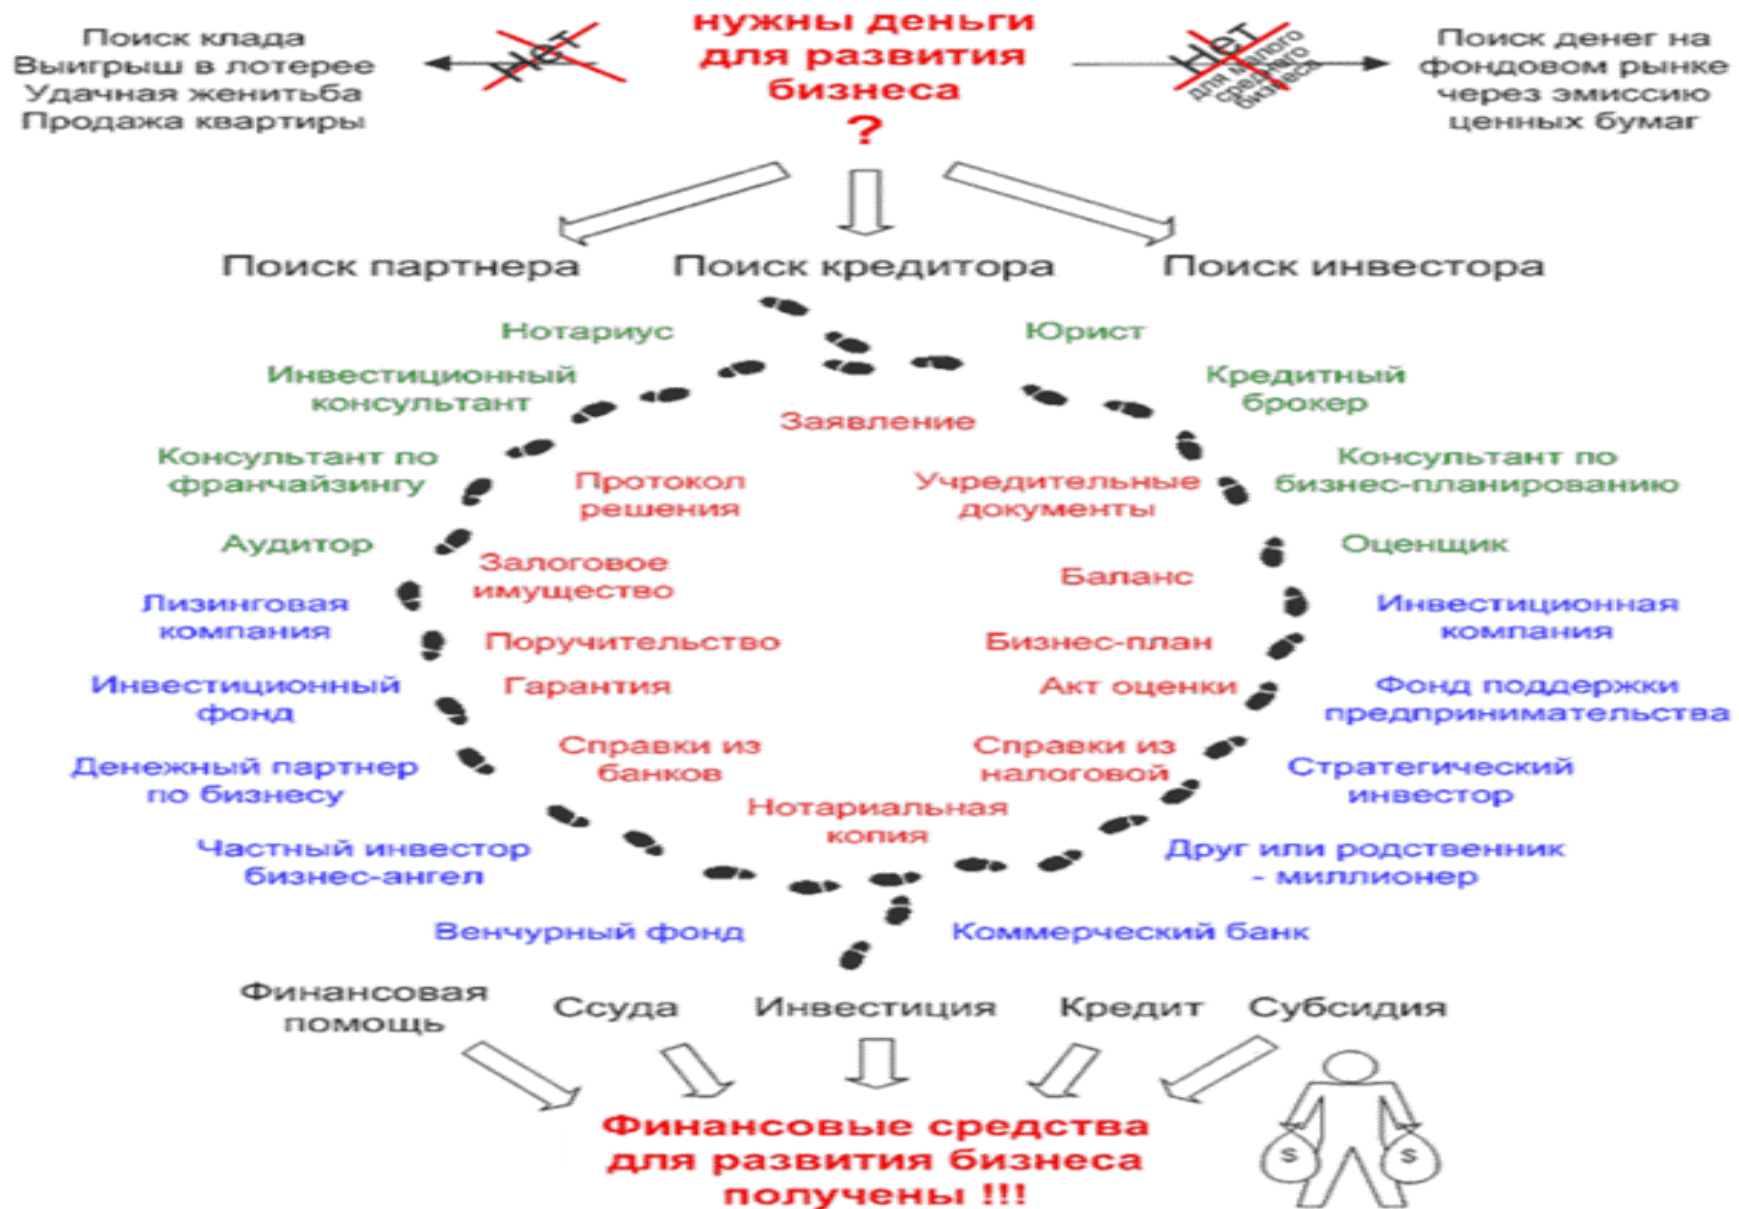 нужны деньги
для развития
бизнеса
?
Поиск клада
Выигрыш в лотерее
Удачная женитьба
Продажа квартиры
Нет
Нет
для малого
среднего
бизнеса
Поиск денег на
фондовом рынке
через эмиссию
ценных бумаг
Поиск партнера
Поиск кредитора
Поиск инвестора
Нотариус
Юрист
Инвестиционный
консультант
Кредитный
брокер
Заявление
Консультант по
франчайзингу
Протокол
решения
Учредительные
документы
Консультант по
бизнес-планированию
Аудитор
Залоговое
имущество
Баланс
Оценщик
Лизинговая
компания
Поручительство
Бизнес-план
Инвестиционная
компания
Инвестиционный
фонд
Гарантия
Акт оценки
Фонд поддержки
предпринимательства
Денежный партнер
по бизнесу
Справки из
банков
Справки из
налоговой
Стратегический
инвестор
Нотариальная
копия
Частный инвестор
бизнес-ангел
Друг или родственник
- миллионер
Венчурный фонд
Коммерческий банк
Финансовая
помощь
Ссуда
Инвестиция
Кредит
Субсидия
$
$
Финансовые средства
для развития бизнеса
получены !!!